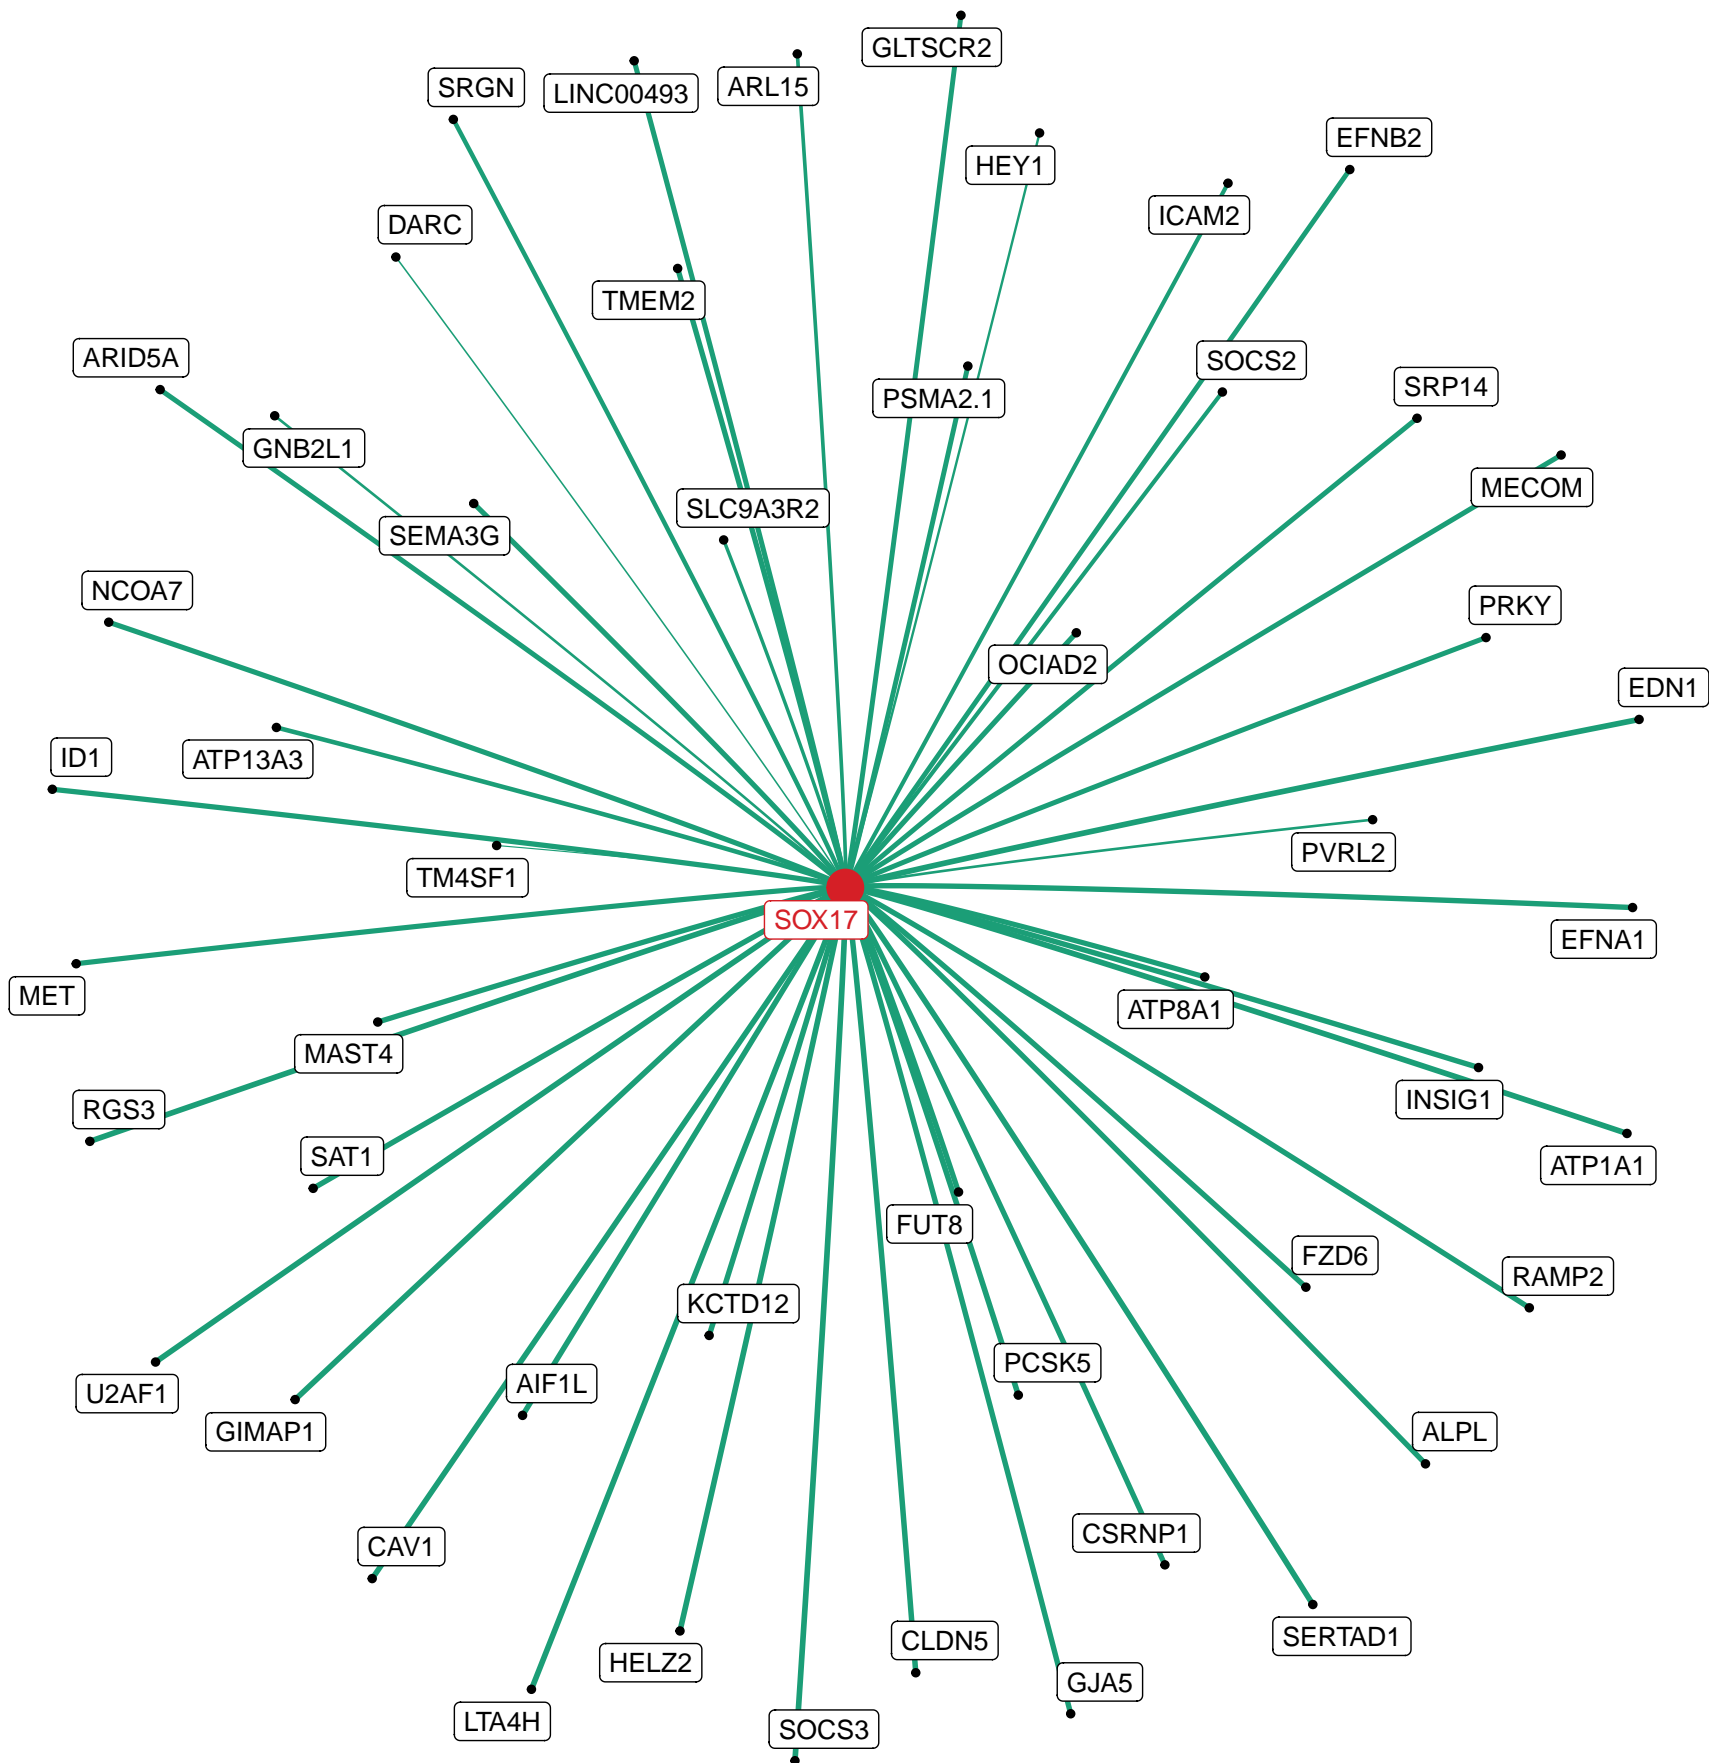 GLTSCR2
SRGN
LINC00493
ARL15
EFNB2
HEY1
ICAM2
DARC
TMEM2
ARID5A
SOCS2
SRP14
PSMA2.1
GNB2L1
MECOM
SLC9A3R2
SEMA3G
NCOA7
PRKY
OCIAD2
EDN1
ID1
ATP13A3
PVRL2
TM4SF1
SOX17
EFNA1
MET
ATP8A1
MAST4
INSIG1
RGS3
SAT1
ATP1A1
FUT8
FZD6
RAMP2
KCTD12
PCSK5
AIF1L
U2AF1
GIMAP1
ALPL
CSRNP1
CAV1
SERTAD1
CLDN5
HELZ2
GJA5
LTA4H
SOCS3